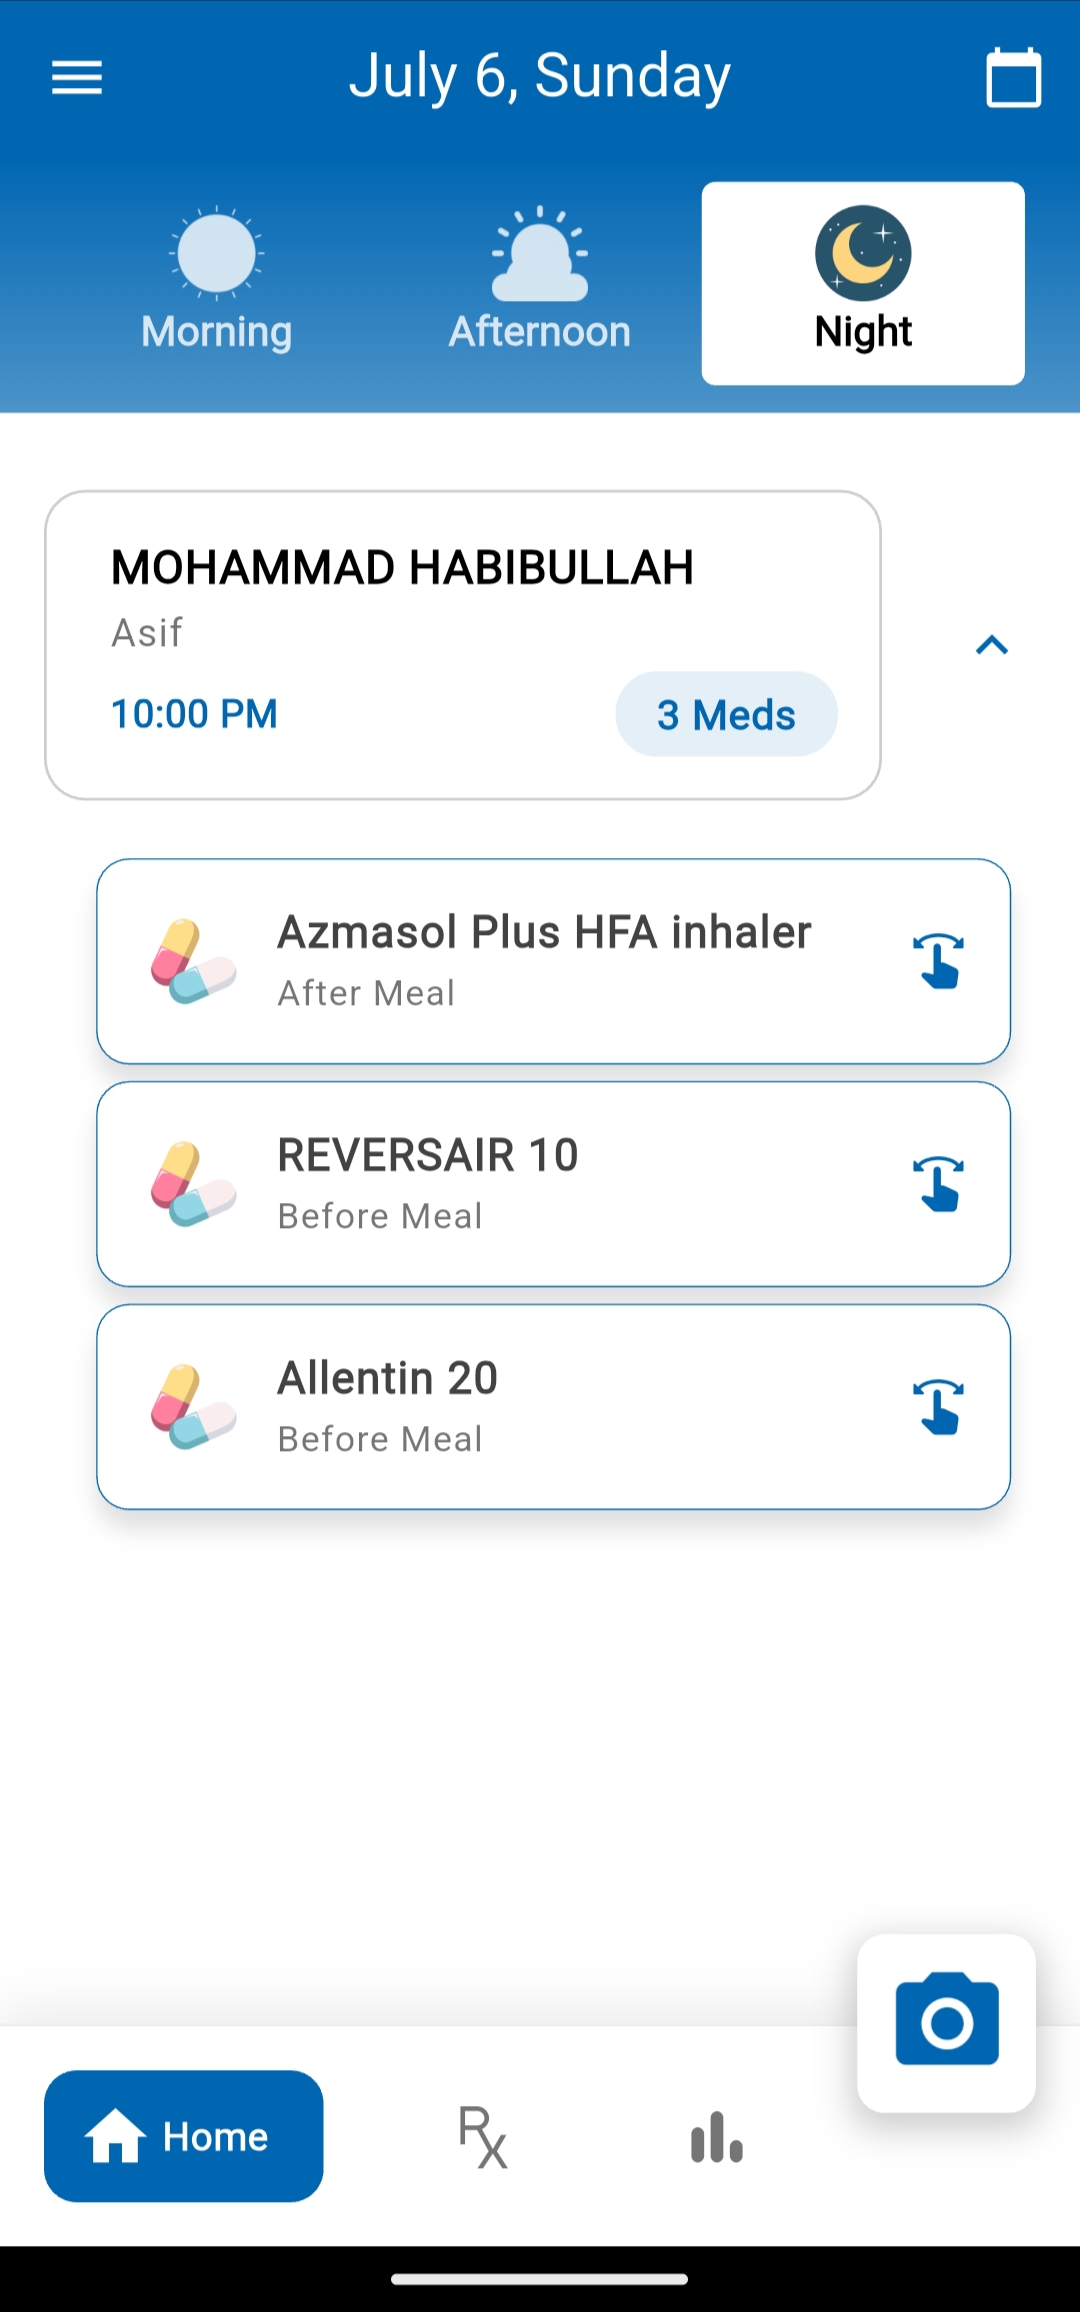 July 6, Sunday
Morning
Afternoon
Night
MOHAMMAD HABIBULLAH
Asif
10:00 PM
3 Meds
Azmasol Plus HFA inhaler
After Meal
REVERSAIR 10
Before Meal
Allentin 20
Before Meal
Home
Rx